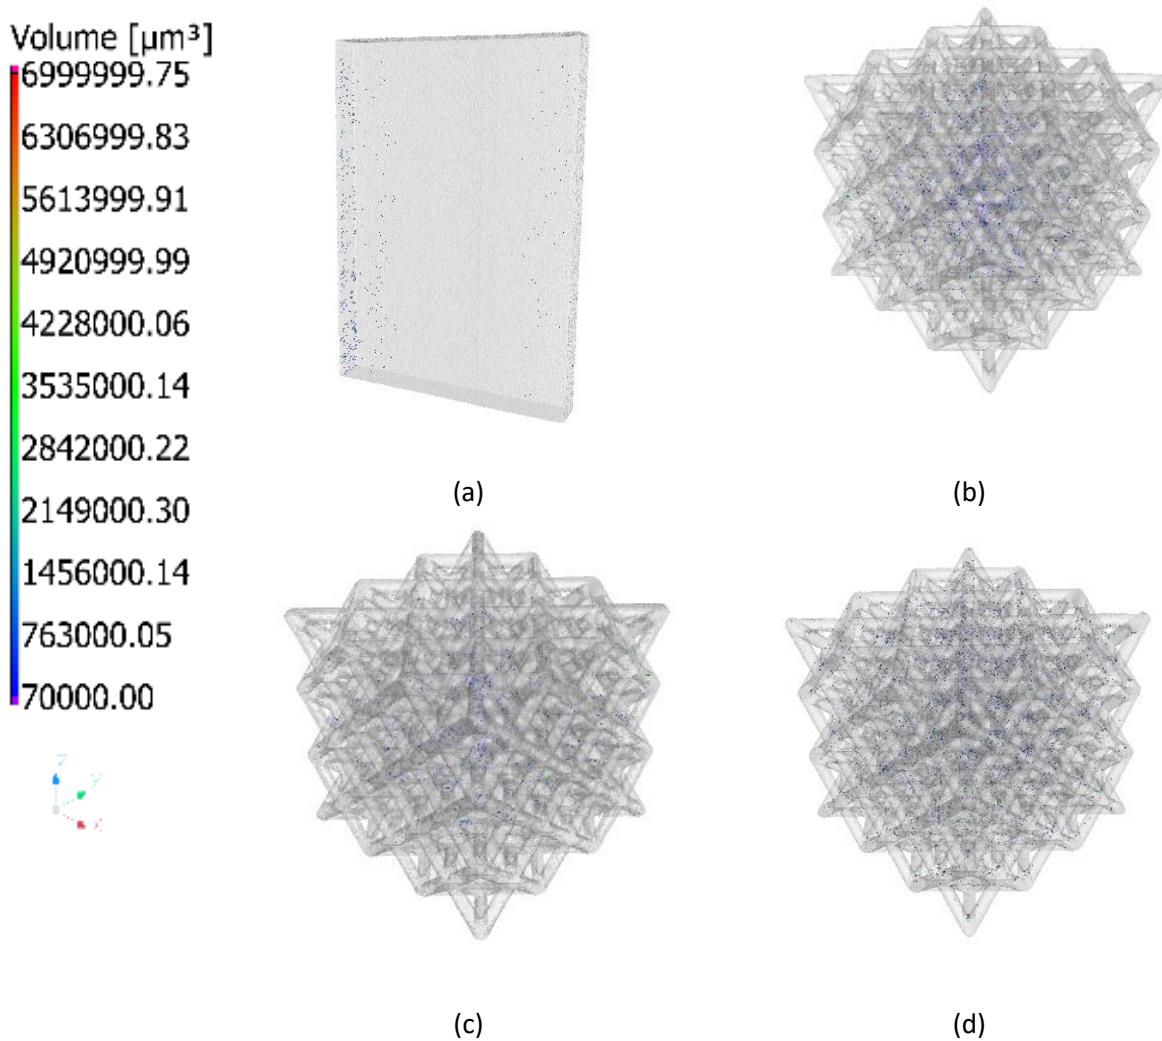 Volume [µm³]
6999999.75
6306999.83
5613999.91
4920999.99
4228000.06
3535000.14
2842000.22
2149000.30
1456000.14
763000.05
70000.00
Z
Y
X
(a)
(b)
(c)
(d)